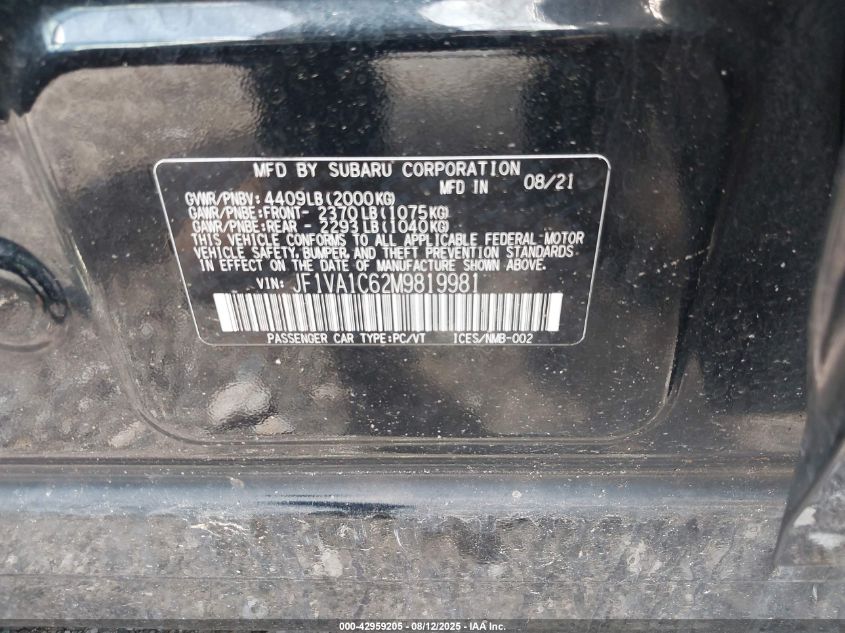 MFD BY SUBARU CORPORATION
MFD IN 08/21
GVWR/PNBV: 4409LB(2000KG)
GAWR/PNBE:FRONT- 2370LB(1075KG)
GAWR/PNBE:REAR - 2293LB(1040KG)
THIS VEHICLE CONFORMS TO ALL APPLICABLE FEDERAL MOTOR
VEHICLE SAFETY, BUMPER, AND THEFT PREVENTION STANDARDS
IN EFFECT ON THE DATE OF MANUFACTURE SHOWN ABOVE.
VIN: JF1VA1C62M9819981
PASSENGER CAR TYPE:PC/VT ICES/NMB-002
000-42959205 - 08/12/2025 - IAA Inc.